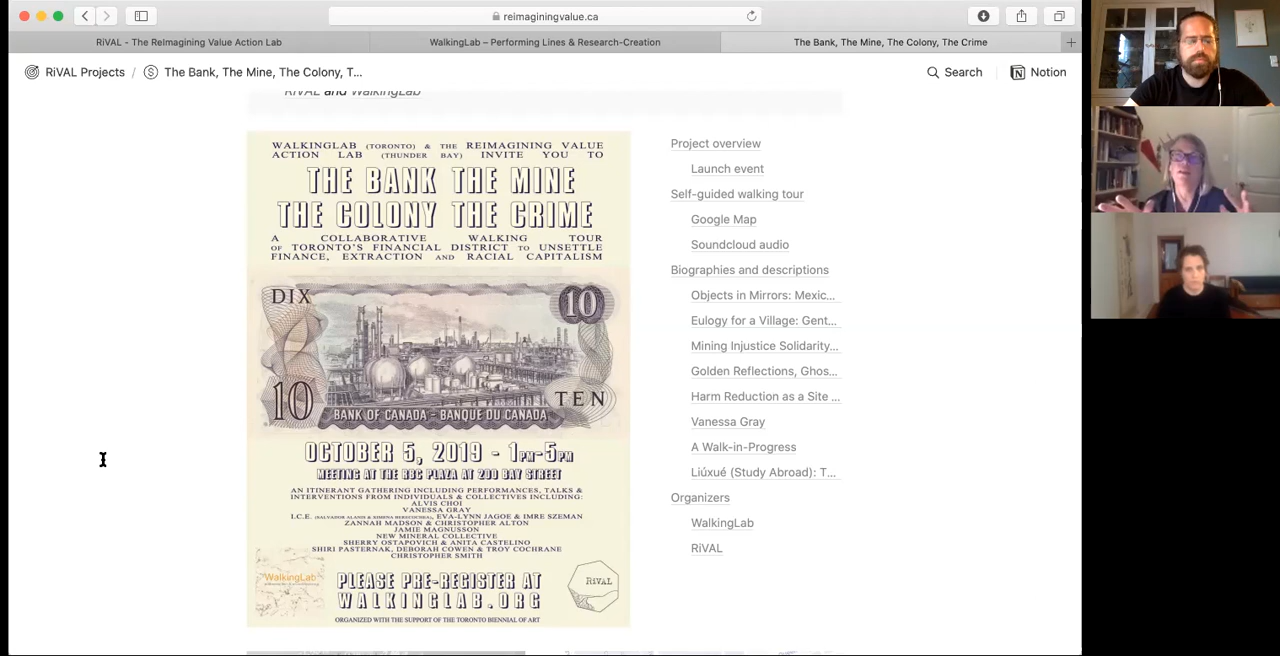 reimaginingvalue.ca
RiVAL - The ReImagining Value Action Lab
WalkingLab – Performing Lines & Research-Creation
The Bank, The Mine, The Colony, The Crime
RiVAL Projects / The Bank, The Mine, The Colony, T...
Search
Notion
RiVAL and WalkingLab
WALKINGLAB (TORONTO) & THE REIMAGINING VALUE
ACTION LAB (THUNDER BAY) INVITE YOU TO
THE BANK THE MINE
THE COLONY THE CRIME
A COLLABORATIVE WALKING TOUR
OF TORONTO'S FINANCIAL DISTRICT TO UNSETTLE
FINANCE, EXTRACTION AND RACIAL CAPITALISM
DIX
10
10
TEN
BANK OF CANADA - BANQUE DU CANADA
OCTOBER 5, 2019 - 1PM-5PM
MEETING AT THE RBC PLAZA AT 200 BAY STREET
AN ITINERANT GATHERING INCLUDING PERFORMANCES, TALKS &
INTERVENTIONS FROM INDIVIDUALS & COLLECTIVES INCLUDING:
ALVIS CHOI
VANESSA GRAY
I.C.E. EVA-LYNN JAGOE & IMRE SZEMAN
ZANNAH MADSON & CHRISTOPHER ALTON
JAMIE MAGNUSSON
NEW MINERAL COLLECTIVE
SHERRY OSTAPOVICH & ANITA CASTELINO
SHIRI PASTERNAK, DEBORAH COWEN & TROY COCHRANE
CHRISTOPHER SMITH
WalkingLab
PLEASE PRE-REGISTER AT
WALKINGLAB.ORG
RiVAL
ORGANIZED WITH THE SUPPORT OF THE TORONTO BIENNIAL OF ART
Project overview
Launch event
Self-guided walking tour
Google Map
Soundcloud audio
Biographies and descriptions
Objects in Mirrors: Mexic...
Eulogy for a Village: Gent...
Mining Injustice Solidarity...
Golden Reflections, Ghos...
Harm Reduction as a Site ...
Vanessa Gray
A Walk-in-Progress
Liúxué (Study Abroad): T...
Organizers
WalkingLab
RiVAL